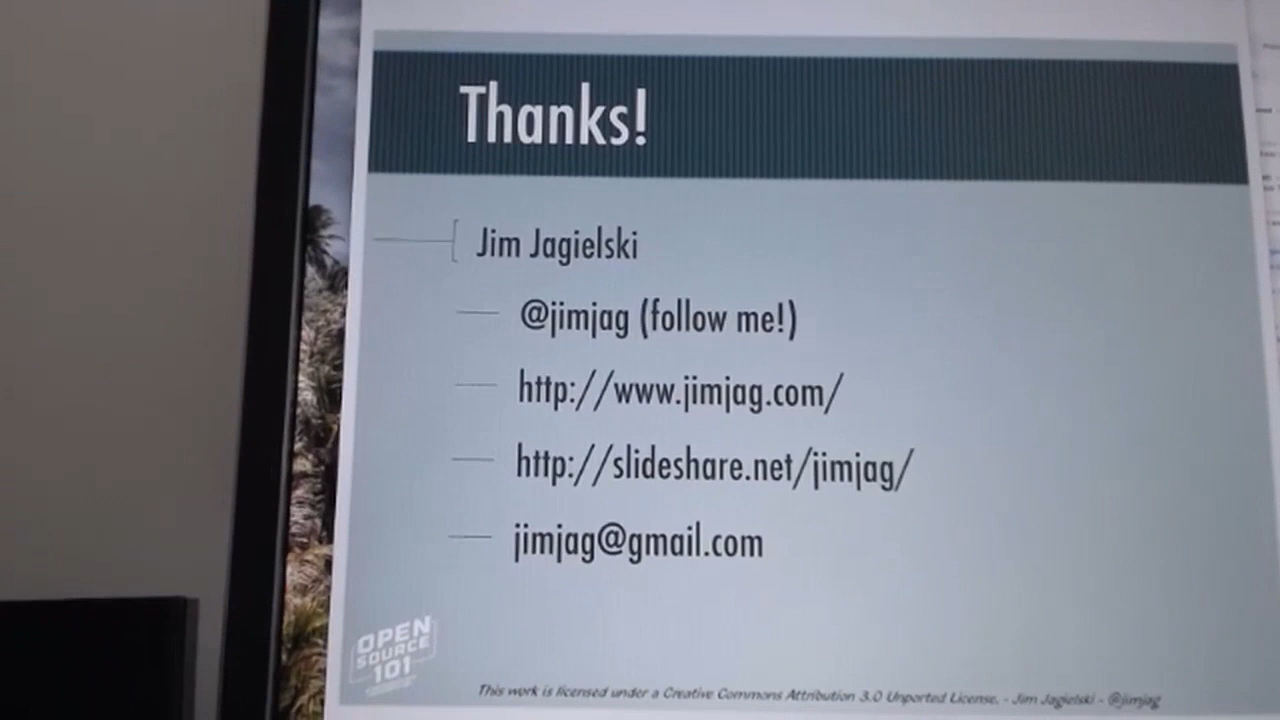 Thanks!
Jim Jagielski
@jimjag (follow me!)
http://www.jimjag.com/
http://slideshare.net/jimjag/
jimjag@gmail.com
OPEN
SOURCE
101
This work is licensed under a Creative Commons Attribution 3.0 Unported License. - Jim Jagielski - @jimjag